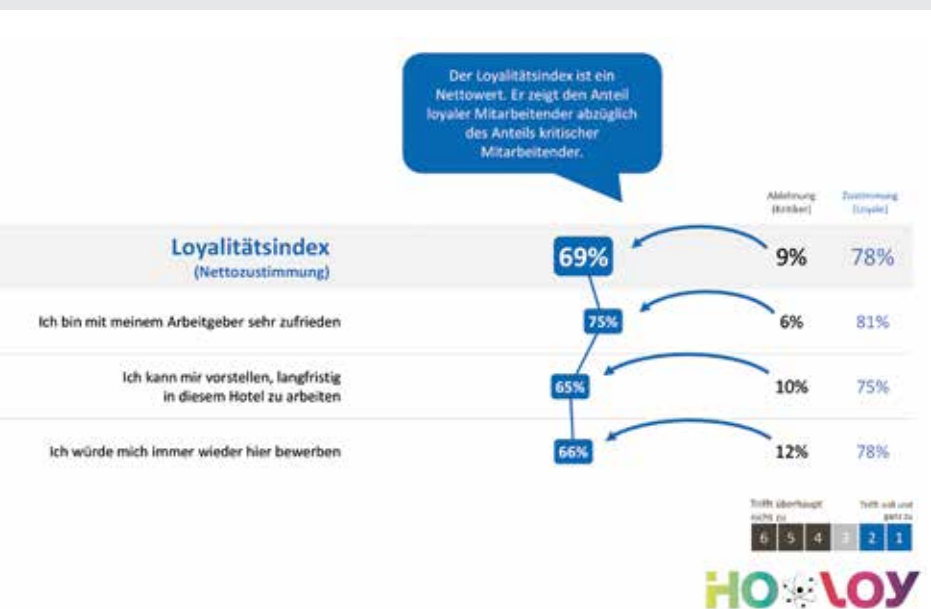 Der Loyalitätsindex ist ein
Nettowert. Er zeigt den Anteil
loyaler Mitarbeitender abzüglich
des Anteils kritischer
Mitarbeitender.
Ablehnung
(Kritiker)
Zustimmung
(Loyale)
Loyalitätsindex
(Nettozustimmung)
69%
9%
78%
Ich bin mit meinem Arbeitgeber sehr zufrieden
75%
6%
81%
Ich kann mir vorstellen, langfristig
in diesem Hotel zu arbeiten
65%
10%
75%
Ich würde mich immer wieder hier bewerben
66%
12%
78%
Trifft überhaupt
nicht zu
Trifft voll und
ganz zu
6 5 4 3 2 1
HO LOY